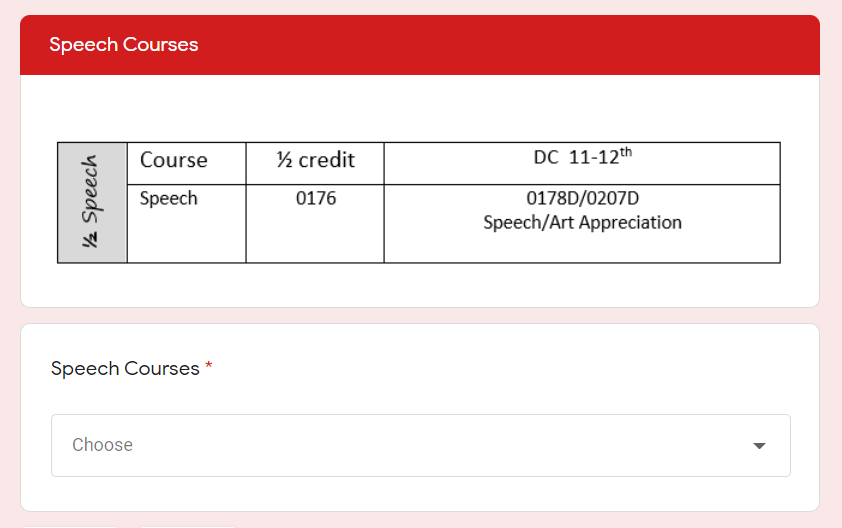 Speech Courses
½ Speech
Course
½ credit
DC 11-12th
Speech
0176
0178D/0207D
Speech/Art Appreciation
Speech Courses *
Choose